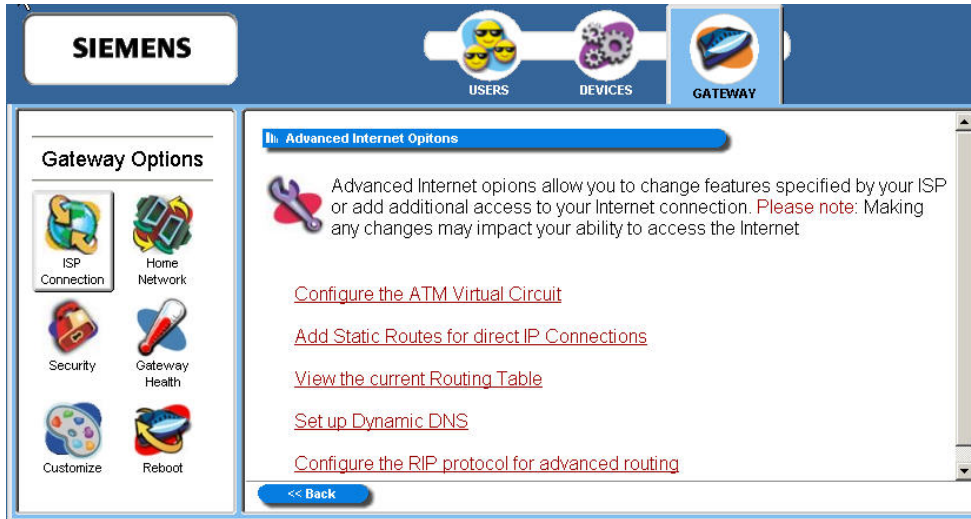 SIEMENS
USERS
DEVICES
GATEWAY
Gateway Options
ISP
Connection
Home
Network
Security
Gateway
Health
Customize
Reboot
Advanced Internet Opitons
Advanced Internet opions allow you to change features specified by your ISP
or add additional access to your Internet connection. Please note: Making
any changes may impact your ability to access the Internet
Configure the ATM Virtual Circuit
Add Static Routes for direct IP Connections
View the current Routing Table
Set up Dynamic DNS
Configure the RIP protocol for advanced routing
<< Back